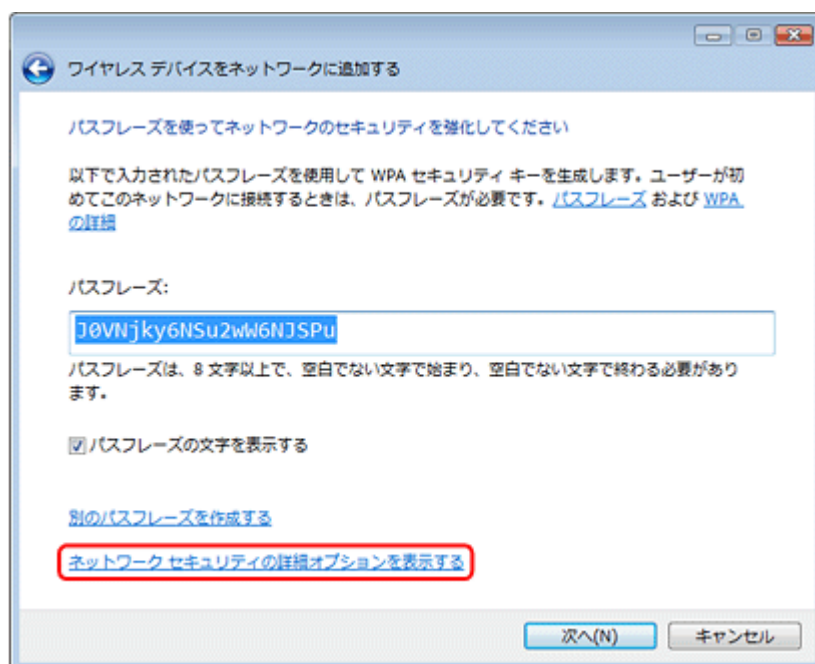 ワイヤレス デバイスをネットワークに追加する
パスフレーズを使ってネットワークのセキュリティを強化してください
以下で入力されたパスフレーズを使用して WPA セキュリティ キーを生成します。ユーザーが初
めてこのネットワークに接続するときは、パスフレーズが必要です。パスフレーズ および WPA
の詳細
パスフレーズ:
J0VNjky6NSu2wW6NJSPu
パスフレーズは、8 文字以上で、空白でない文字で始まり、空白でない文字で終わる必要があり
ます。
パスフレーズの文字を表示する
別のパスフレーズを作成する
ネットワーク セキュリティの詳細オプションを表示する
次へ(N)
キャンセル